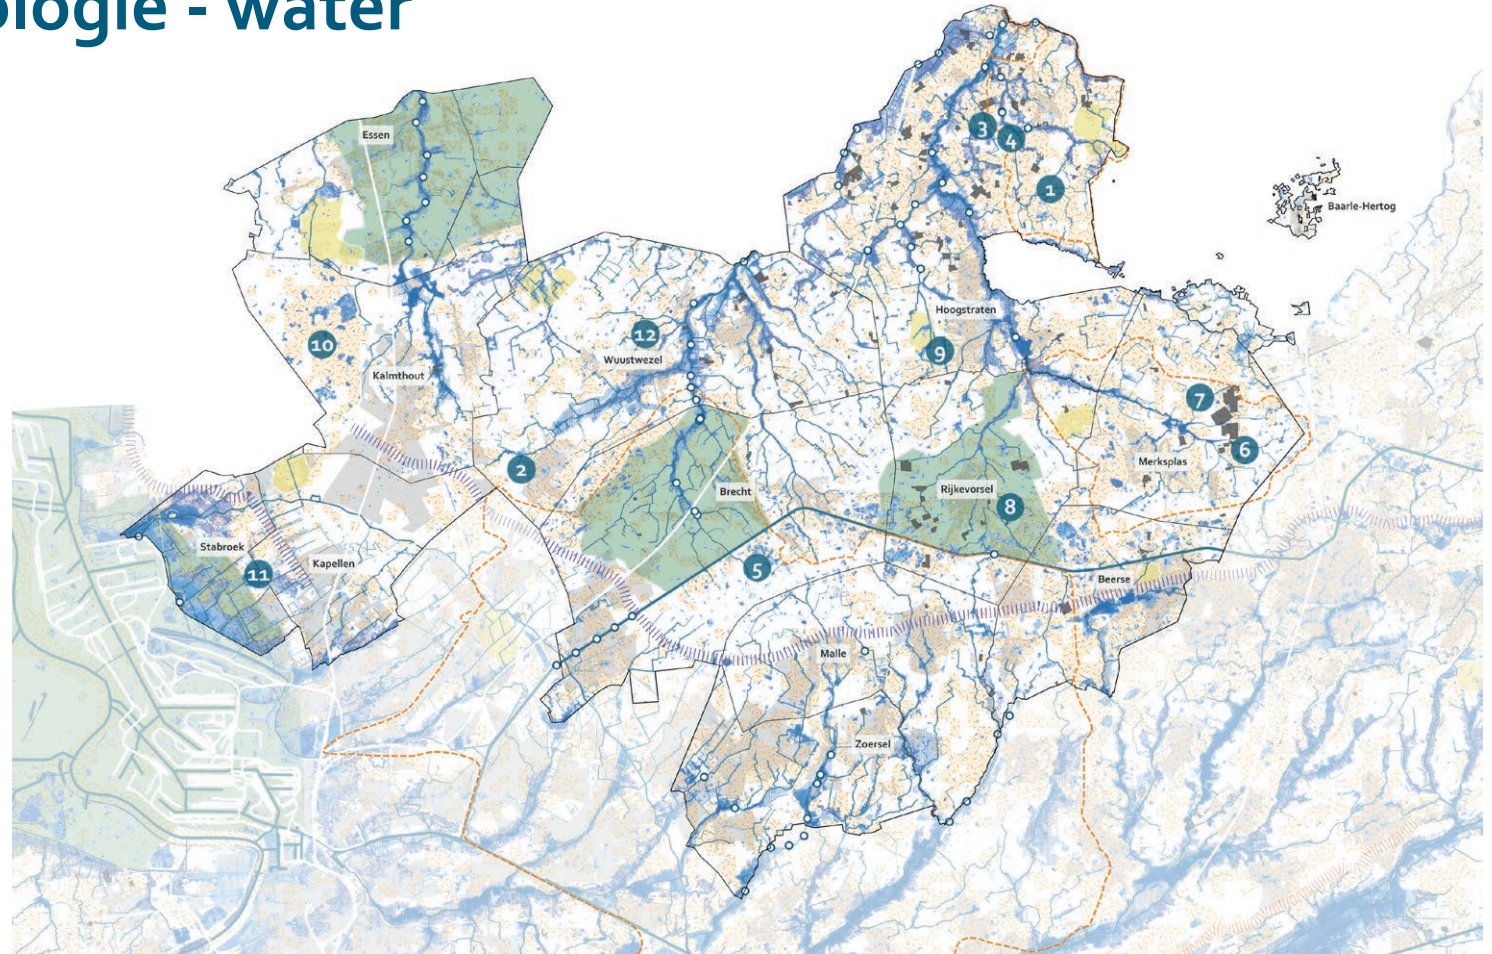 ologie - water
Essen
3
4
1
Baarle-Hertog
Hoogstraten
12
10
Wuustwezel
9
Kalmthout
7
6
Merksplas
2
Brecht
Rijkevorsel
8
Stabroek
11
Kapellen
5
Beerse
Malle
Zoersel